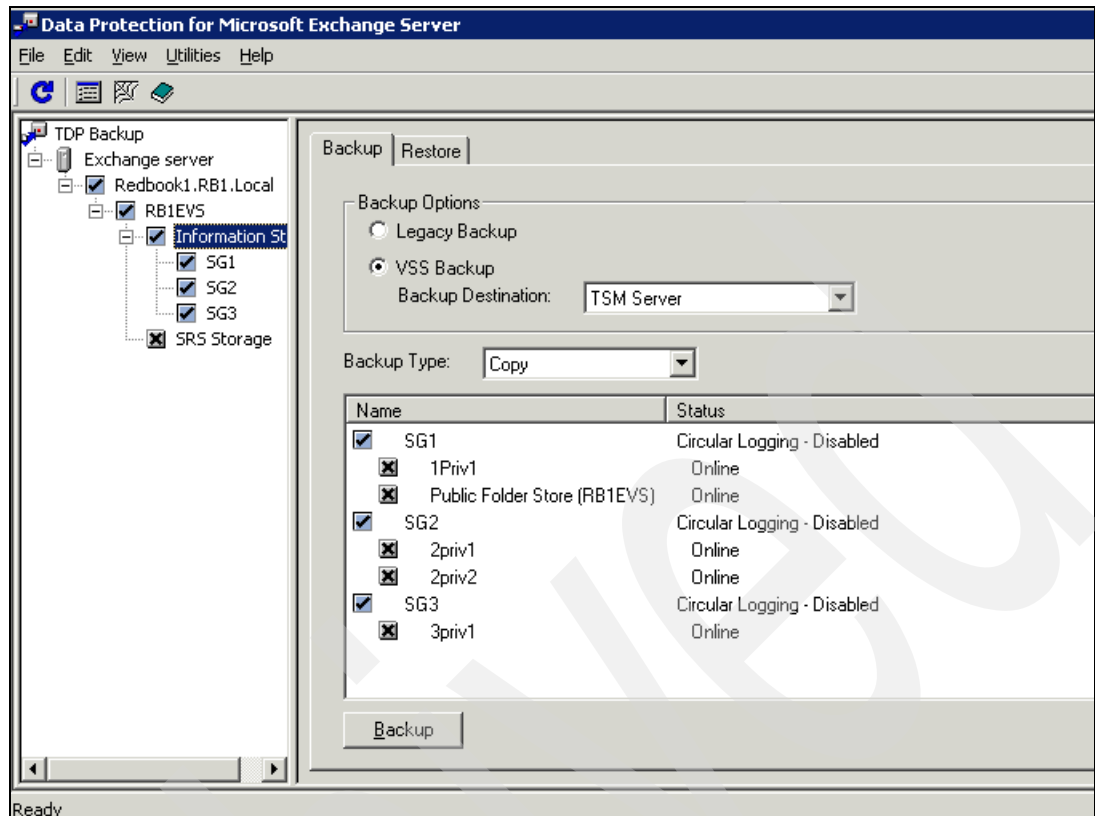 Data Protection for Microsoft Exchange Server
File Edit View Utilities Help
TDP Backup
Exchange server
Redbook1.RB1.Local
RB1EVS
Information St
SG1
SG2
SG3
SRS Storage
Backup Restore
Backup Options
Legacy Backup
VSS Backup
Backup Destination: TSM Server
Backup Type: Copy
Name Status
SG1 Circular Logging - Disabled
1Priv1 Online
Public Folder Store (RB1EVS) Online
SG2 Circular Logging - Disabled
2priv1 Online
2priv2 Online
SG3 Circular Logging - Disabled
3priv1 Online
Backup
Ready